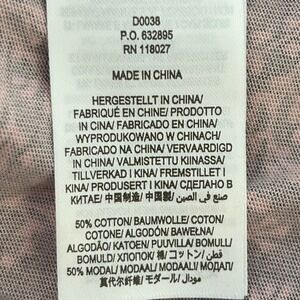 D0038
P.O. 632895
RN 118027
MADE IN CHINA
HERGESTELLT IN CHINA/
FABRIQUÉ EN CHINE/ PRODOTTO
IN CINA/ FABRICADO EN CHINA/
WYPRODUKOWANO W CHINACH/
FABRICADO NA CHINA/ VERVAARDIGD
IN CHINA/ VALMISTETTU KIINASSA/
TILLVERKAD I KINA/ FREMSTILLET I
KINA/ PRODUSERT I KINA/ СДЕЛАНО В
КИТАЕ/ 中国制造/ 中国製/ صنع في الصين
50% COTTON/ BAUMWOLLE/ COTON/
COTONE/ ALGODÓN/ BAWEŁNA/
ALGODÃO/ KATOEN/ PUUVILLA/ BOMULL/
BOMULD/ ХЛОПОК/ 棉/ コットン/ قطن
50% MODAL/ MODAAL/ MODAALI/ МОДАЛ/
莫代尔纤维/ モダール/ مودال